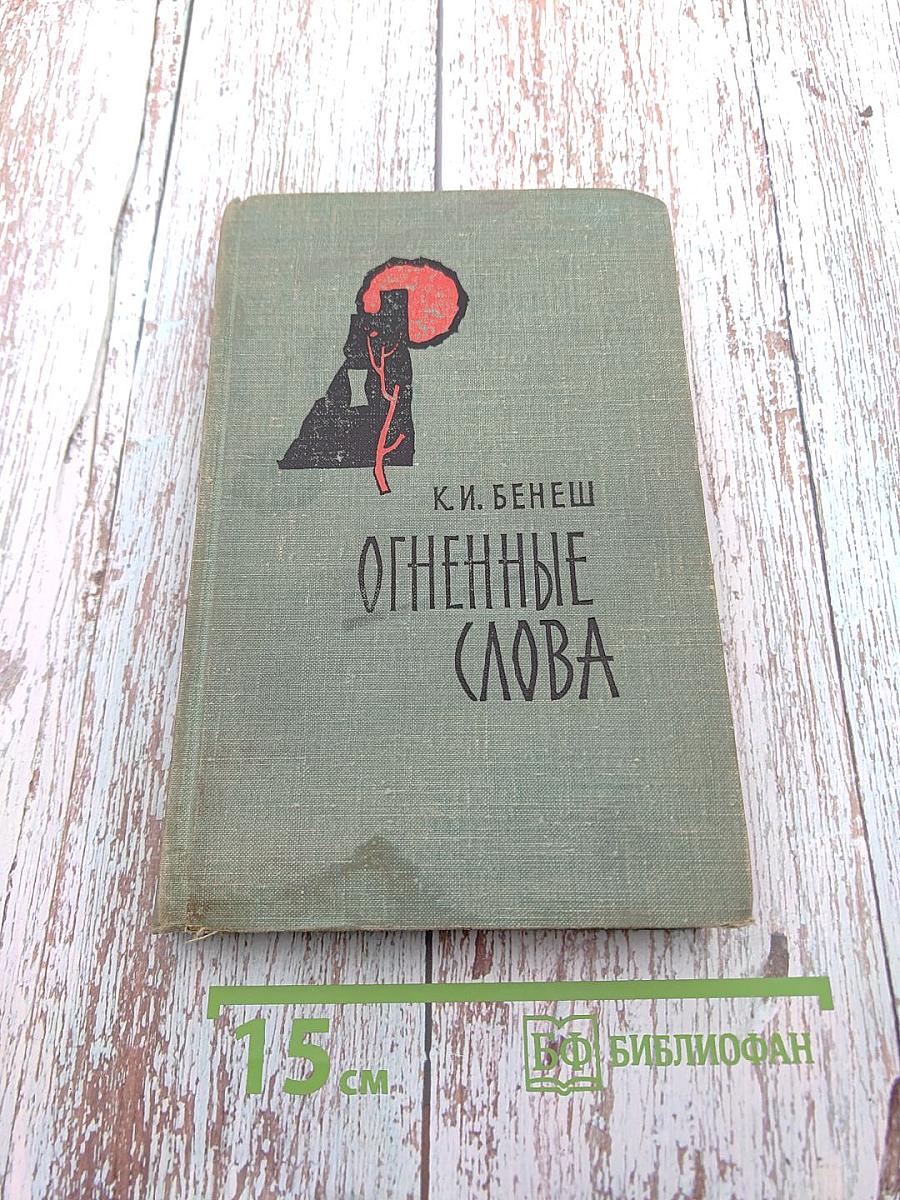 К.И. БЕНЕШ
ОГНЕННЫЕ
СЛОВА
15 см
БФ БИБЛИОФАН